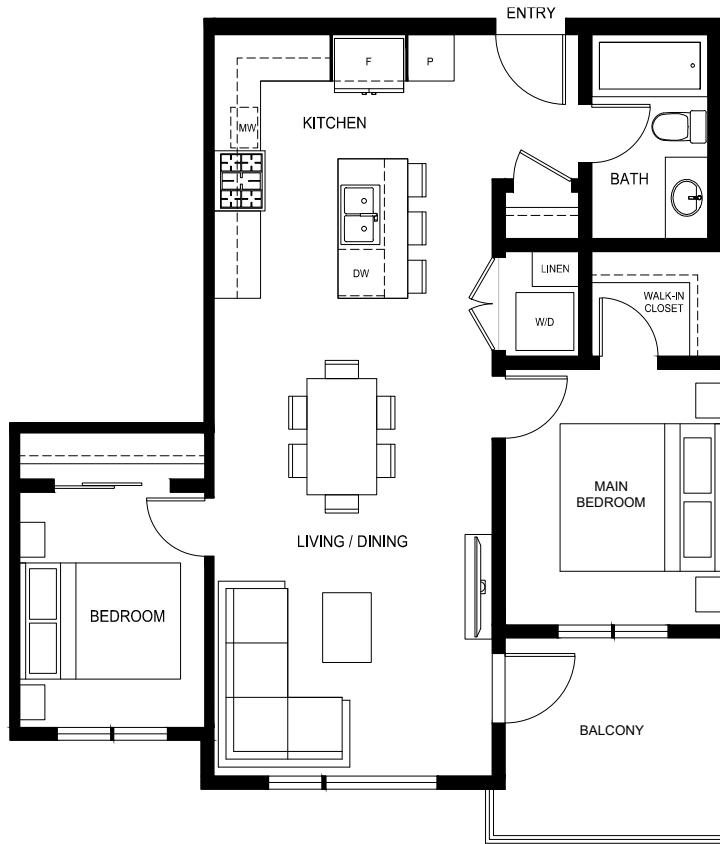 ENTRY
F
P
MW
KITCHEN
BATH
DW
LINEN
W/D
WALK-IN
CLOSET
MAIN
BEDROOM
LIVING / DINING
BEDROOM
BALCONY